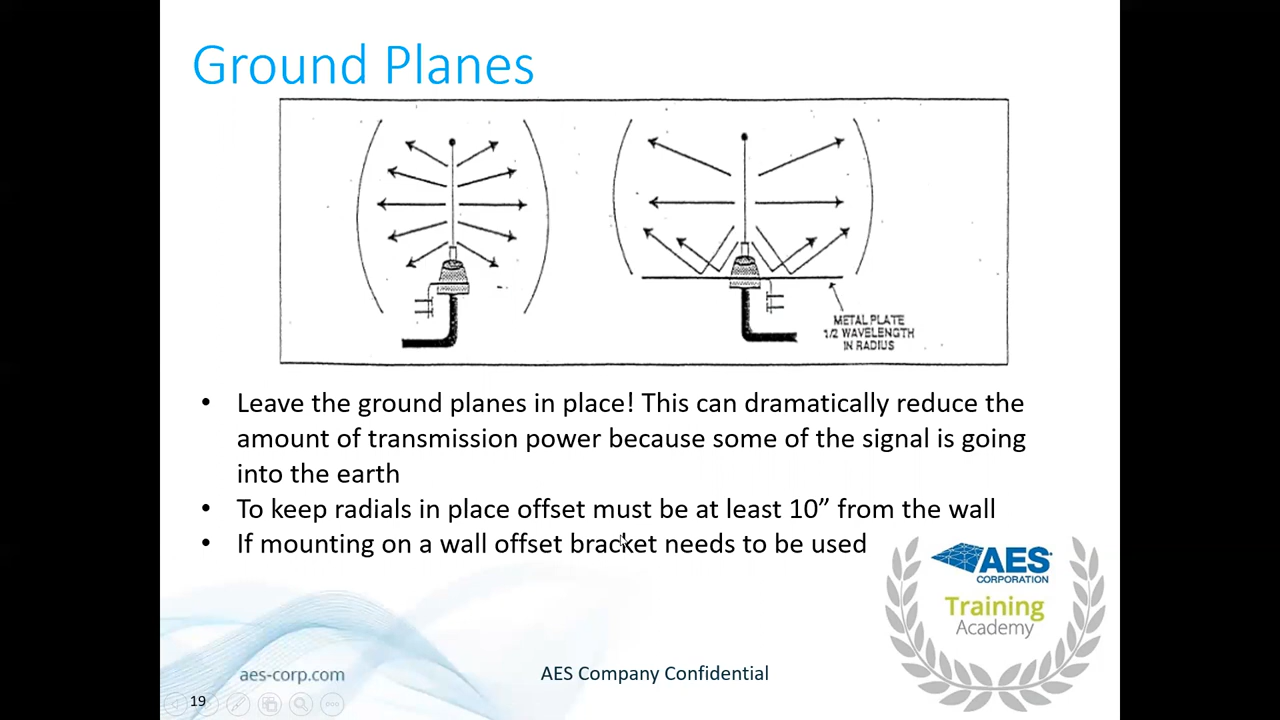 Ground Planes
METAL PLATE
1/2 WAVELENGTH
IN RADIUS
• Leave the ground planes in place! This can dramatically reduce the
amount of transmission power because some of the signal is going
into the earth
• To keep radials in place offset must be at least 10” from the wall
• If mounting on a wall offset bracket needs to be used
AES
CORPORATION
Training
Academy
aes-corp.com
AES Company Confidential
19